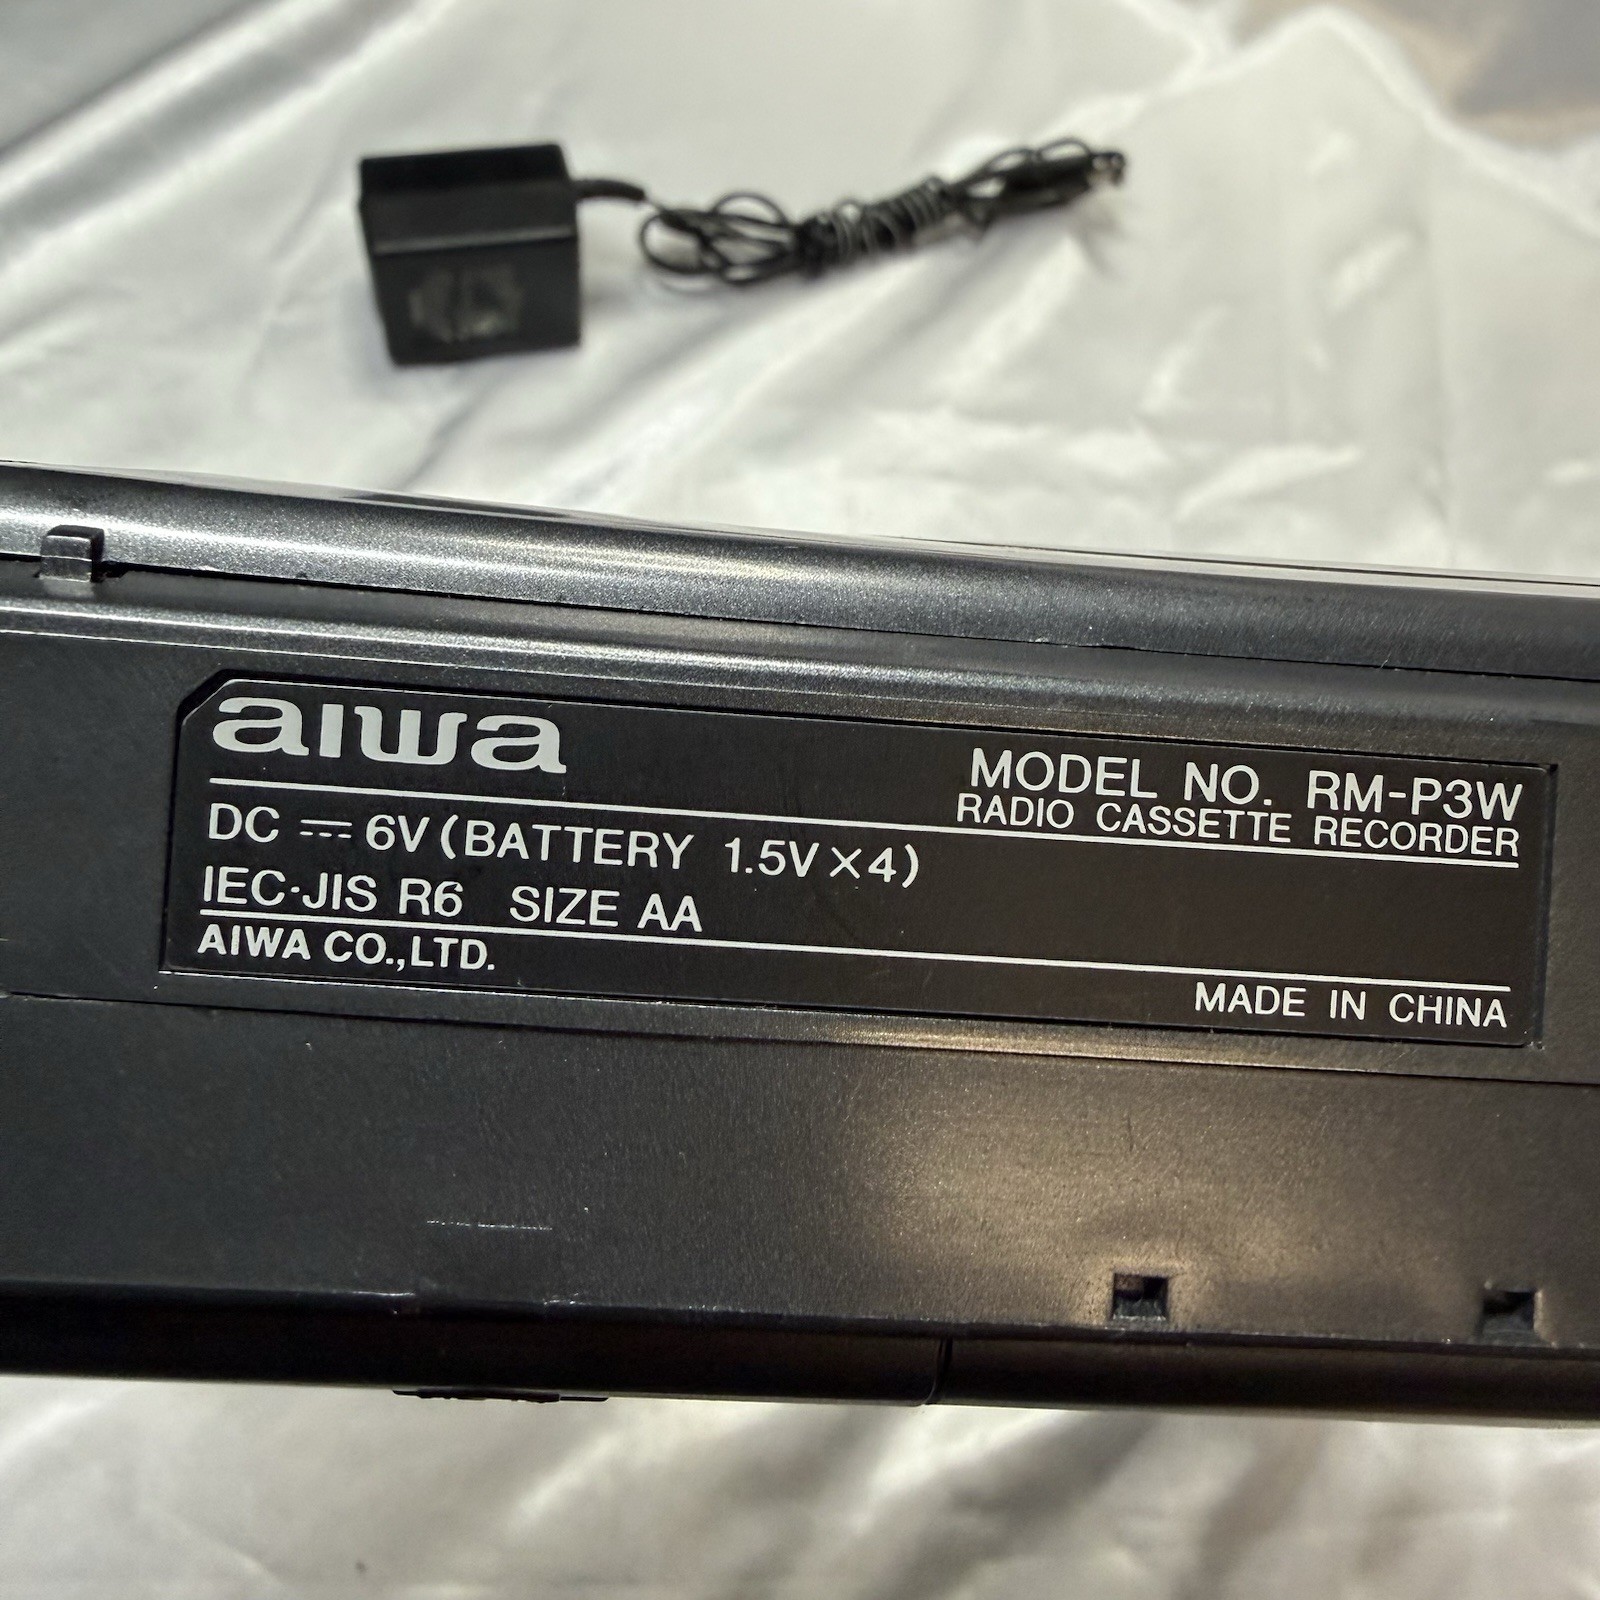 aiwa
MODEL NO. RM-P3W
RADIO CASSETTE RECORDER
DC ⎓ 6V (BATTERY 1.5V×4)
IEC·JIS R6 SIZE AA
AIWA CO.,LTD.
MADE IN CHINA